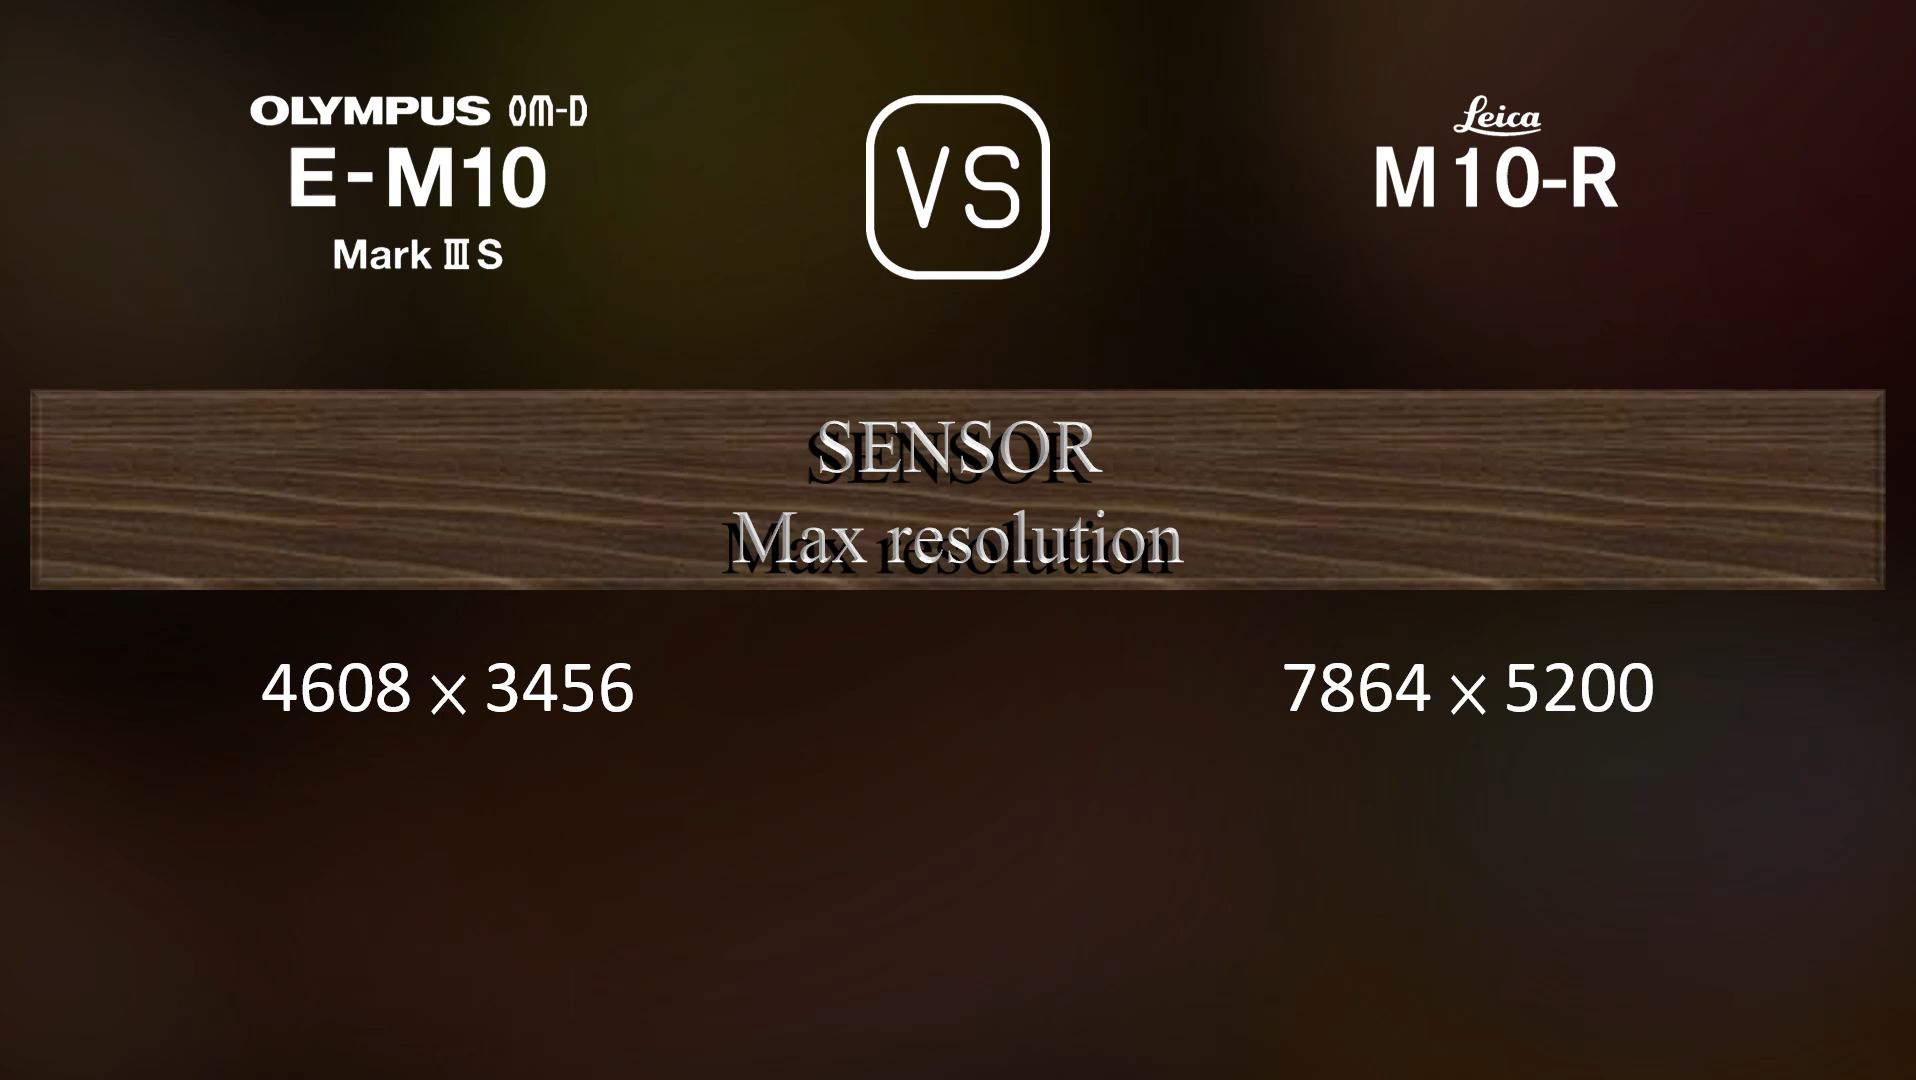 OLYMPUS OM-D
E-M10
Mark III S
VS
Leica
M10-R
SENSOR
Max resolution
4608 x 3456
7864 x 5200